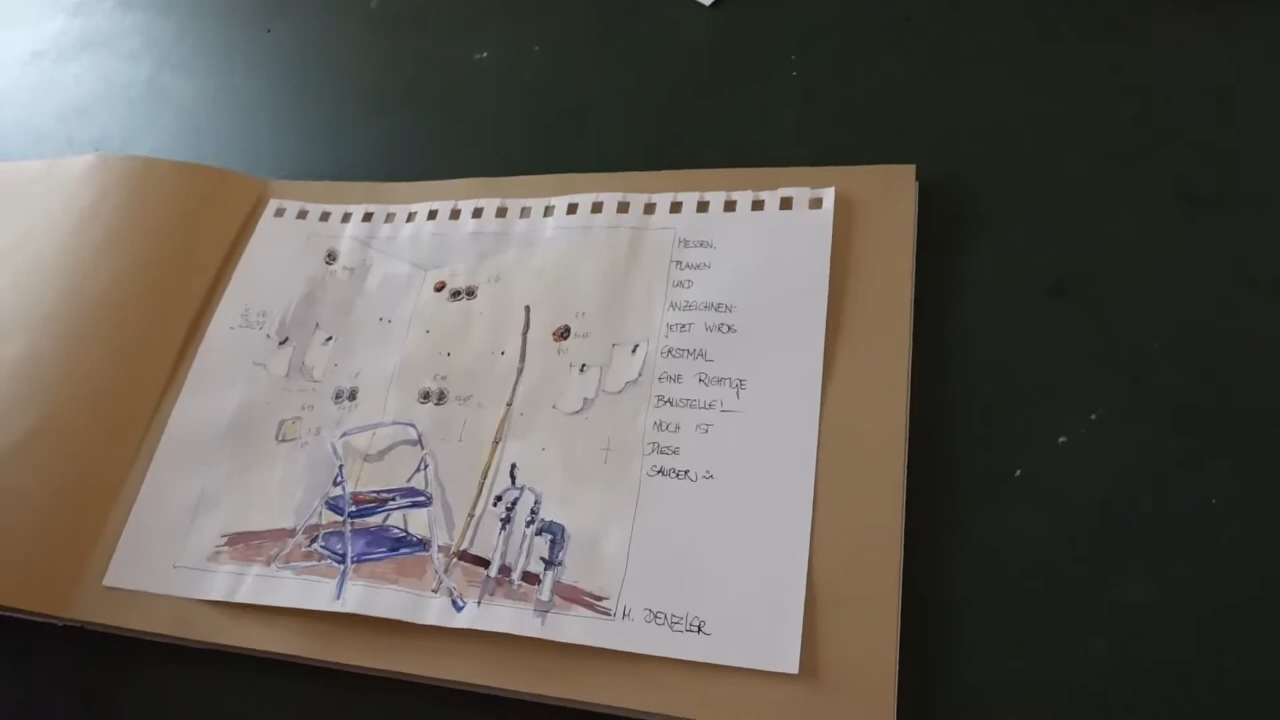 MESSEN,
PLANEN
UND
ANZEICHNEN-
JETZT WIRDS
ERSTMAL
EINE RICHTIGE
BAUSTELLE!
NOCH IST
DIESE
SAUBER
M. DENZLER